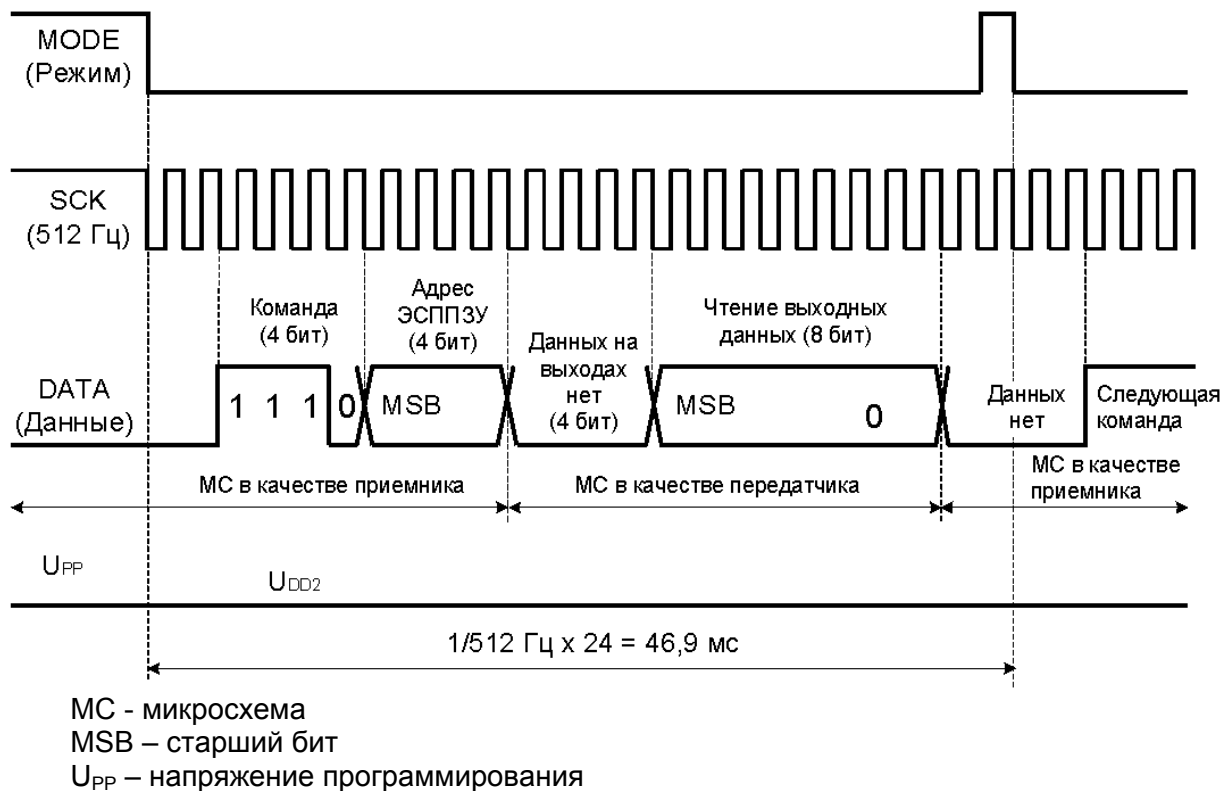 MODE
(Режим)
SCK
(512 Гц)
Команда
(4 бит)
Адрес
ЭСППЗУ
(4 бит)
Данных на
выходах
нет
(4 бит)
Чтение выходных
данных (8 бит)
DATA
(Данные)
1 1 1 0
MSB
MSB
0
Данных
нет
Следующая
команда
МС в качестве приемника
МС в качестве передатчика
МС в качестве
приемника
UPP
UDD2
1/512 Гц x 24 = 46,9 мс
МС - микросхема
MSB – старший бит
UPP – напряжение программирования